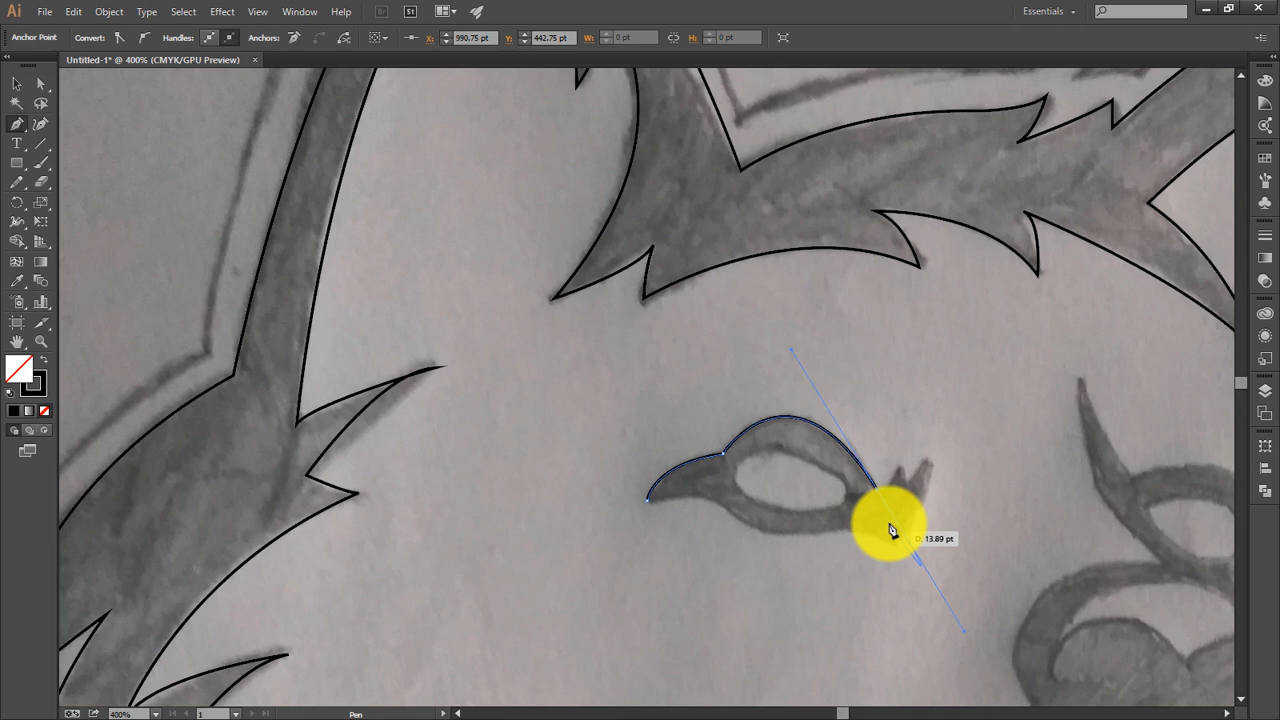 Ai File Edit Object Type Select Effect View Window Help Br St Essentials
Anchor Point Convert: Handles: Anchors: X: 990.75 pt Y: 442.75 pt W: 0 pt H: 0 pt
Untitled-1* @ 400% (CMYK/GPU Preview) ×
D: 13.89 pt
400% 1 Pen